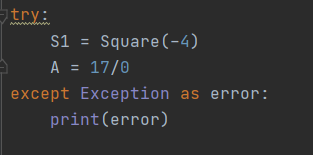 try:
    S1 = Square(-4)
    A = 17/0
except Exception as error:
    print(error)